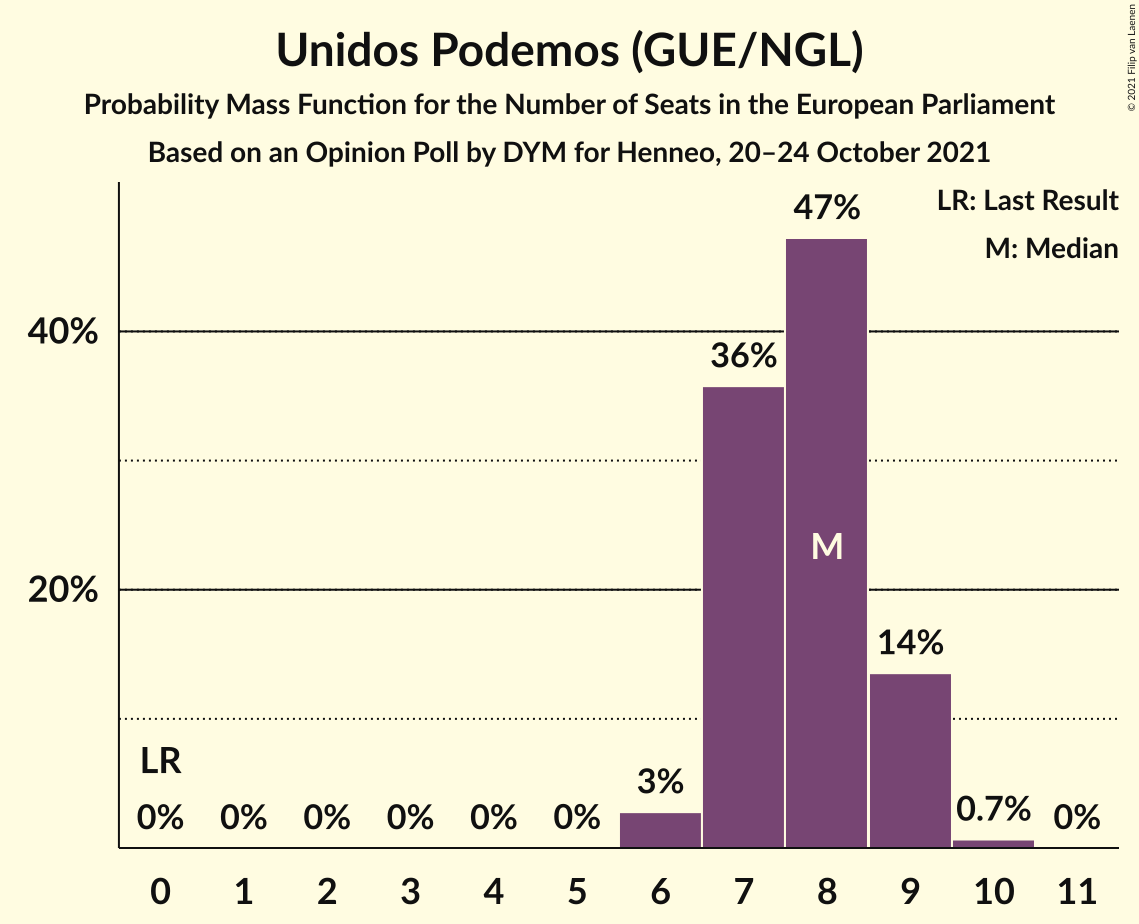 Unidos Podemos (GUE/NGL)
Probability Mass Function for the Number of Seats in the European Parliament
Based on an Opinion Poll by DYM for Henneo, 20–24 October 2021
© 2021 Filip van Laenen
LR: Last Result
M: Median
47%
40%
36%
M
20%
14%
LR
0% 0% 0% 0% 0% 0% 3% 0.7% 0%
0 1 2 3 4 5 6 7 8 9 10 11